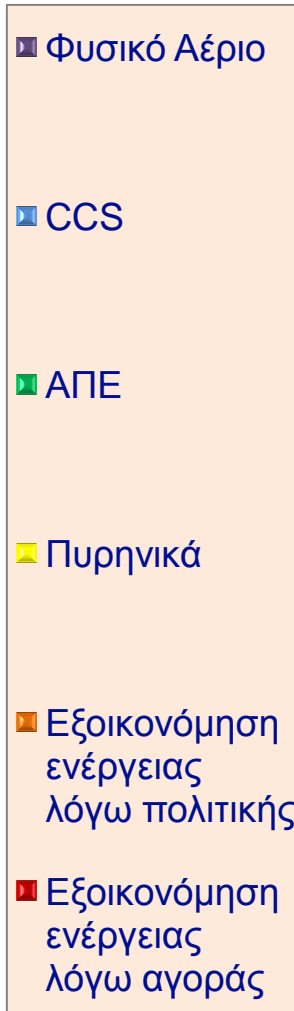 Φυσικό Αέριο
CCS
ΑΠΕ
Πυρηνικά
Εξοικονόμηση
ενέργειας
λόγω πολιτικής
Εξοικονόμηση
ενέργειας
λόγω αγοράς